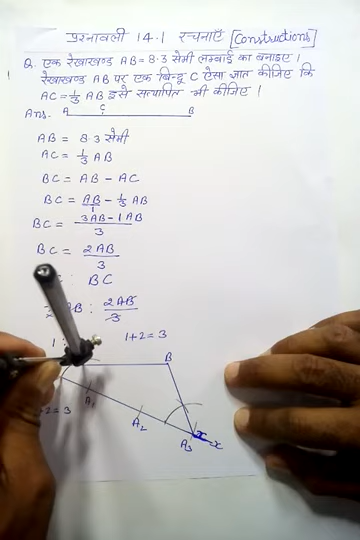 प्रश्नावली 14.1 रचनाएँ [Constructions]
Q. एक रेखाखण्ड AB = 8.3 सेमी लम्बाई का बनाइए।
रेखाखण्ड AB पर एक बिन्दू C ऐसा ज्ञात कीजिए कि
AC = 1/3 AB इसे सत्यापित भी कीजिए।
Ans. A C B
AB = 8.3 सेमी
AC = 1/3 AB
BC = AB - AC
BC = AB/1 - 1/3 AB
BC = 3AB - 1AB/3
BC = 2AB/3
: BC
AB : 2AB/3
1 : 1+2=3
B
A1
+2=3
A2
A3 x x